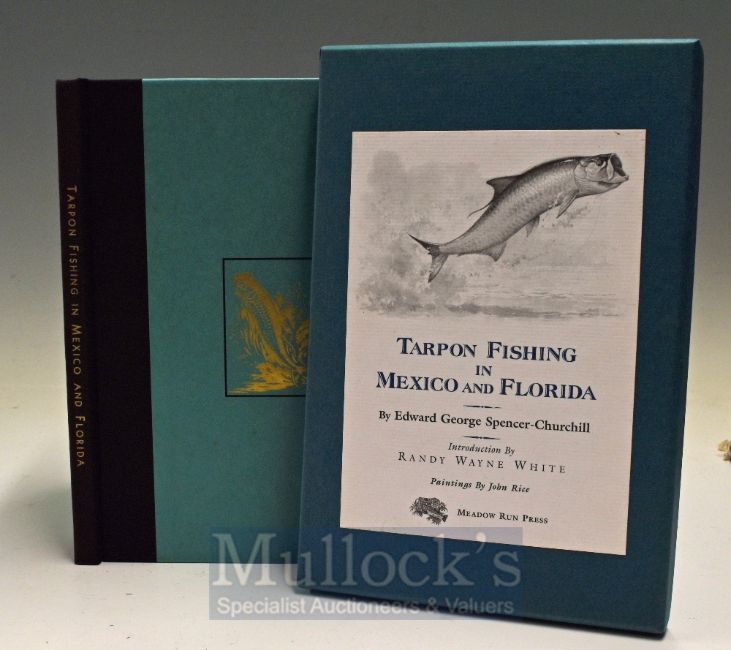 Tarpon Fishing in Mexico and Florida
Tarpon Fishing
in
Mexico and Florida
By Edward George Spencer-Churchill
Introduction By
Randy Wayne White
Paintings By John Rice
Meadow Run Press
Mullock's
Specialist Auctioneers & Valuers